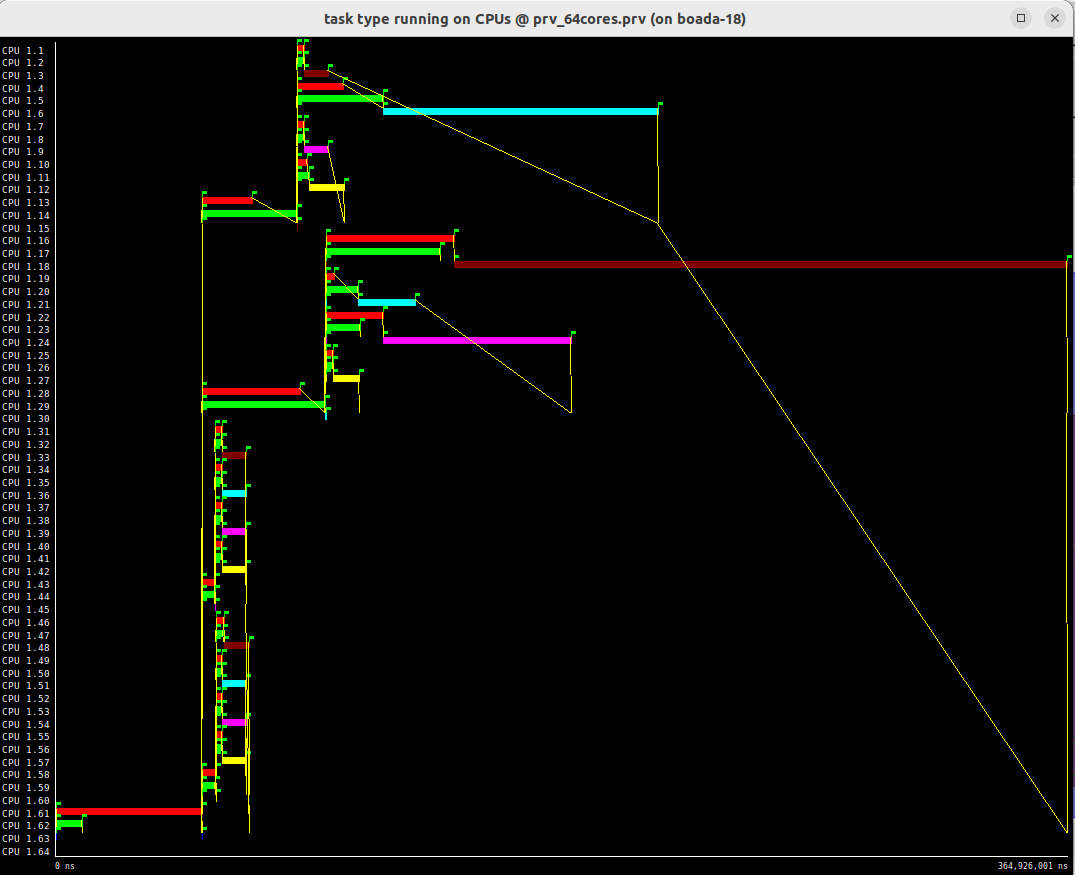 task type running on CPUs @ prv_64cores.prv (on boada-18)
CPU 1.1
CPU 1.2
CPU 1.3
CPU 1.4
CPU 1.5
CPU 1.6
CPU 1.7
CPU 1.8
CPU 1.9
CPU 1.10
CPU 1.11
CPU 1.12
CPU 1.13
CPU 1.14
CPU 1.15
CPU 1.16
CPU 1.17
CPU 1.18
CPU 1.19
CPU 1.20
CPU 1.21
CPU 1.22
CPU 1.23
CPU 1.24
CPU 1.25
CPU 1.26
CPU 1.27
CPU 1.28
CPU 1.29
CPU 1.30
CPU 1.31
CPU 1.32
CPU 1.33
CPU 1.34
CPU 1.35
CPU 1.36
CPU 1.37
CPU 1.38
CPU 1.39
CPU 1.40
CPU 1.41
CPU 1.42
CPU 1.43
CPU 1.44
CPU 1.45
CPU 1.46
CPU 1.47
CPU 1.48
CPU 1.49
CPU 1.50
CPU 1.51
CPU 1.52
CPU 1.53
CPU 1.54
CPU 1.55
CPU 1.56
CPU 1.57
CPU 1.58
CPU 1.59
CPU 1.60
CPU 1.61
CPU 1.62
CPU 1.63
CPU 1.64
0 ns
364,926,001 ns